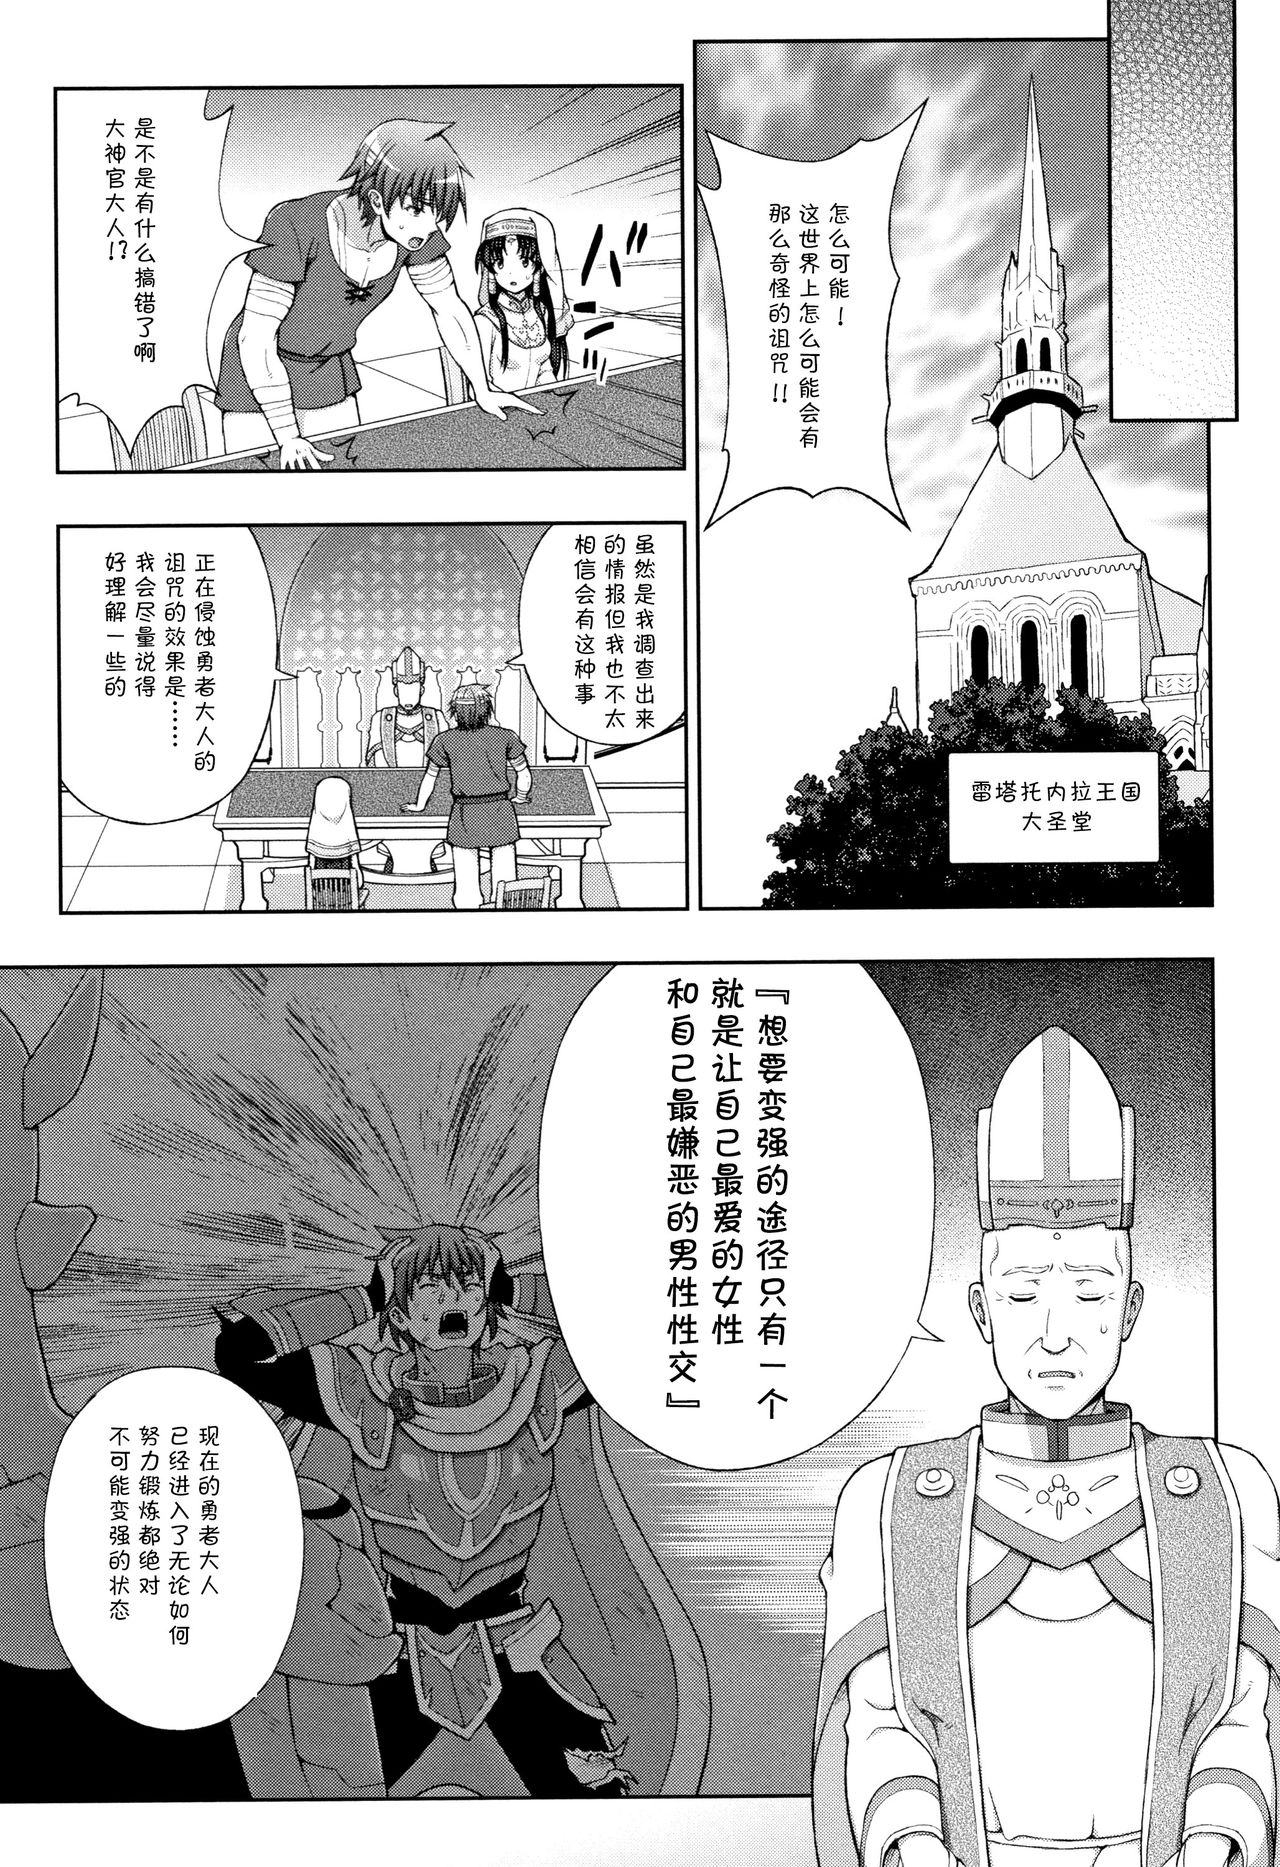 怎么可能！
这世界上怎么可能会有
那么奇怪的诅咒！！
雷塔托内拉王国
大圣堂
是不是有什么搞错了啊
大神官大人！？
虽然是我调查出来
的情报但我也不太
相信会有这种事
正在侵蚀勇者大人的
诅咒的效果是……
我会尽量说得
好理解一些的
『想要变强的途径只有一个
就是让自己最爱的女性
和自己最嫌恶的男性性交』
现在的勇者大人
已经进入了无论如何
努力锻炼都绝对
不可能变强的状态